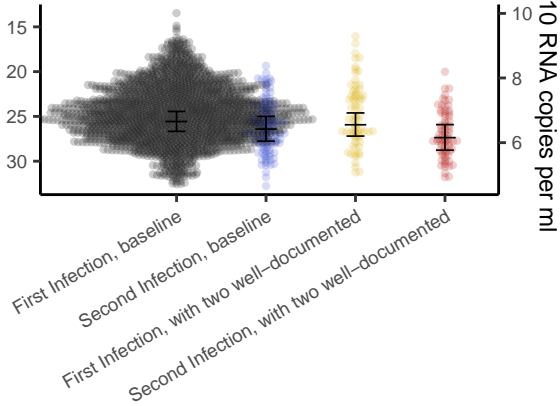 15
20
25
30
10
8
6
10 RNA copies per ml
First Infection, baseline
Second Infection, baseline
First Infection, with two well–documented
Second Infection, with two well–documented